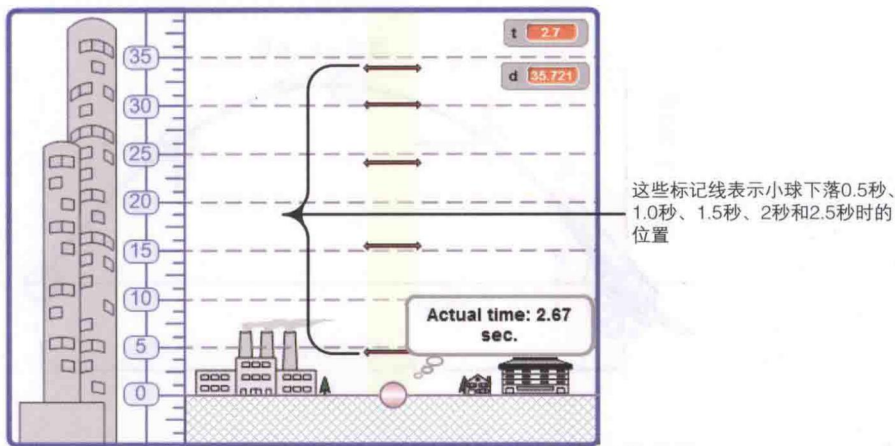 t 2.7
d 35.721
35
30
25
20
15
10
5
0
Actual time: 2.67
sec.
这些标记线表示小球下落0.5秒、
1.0秒、1.5秒、2秒和2.5秒时的
位置